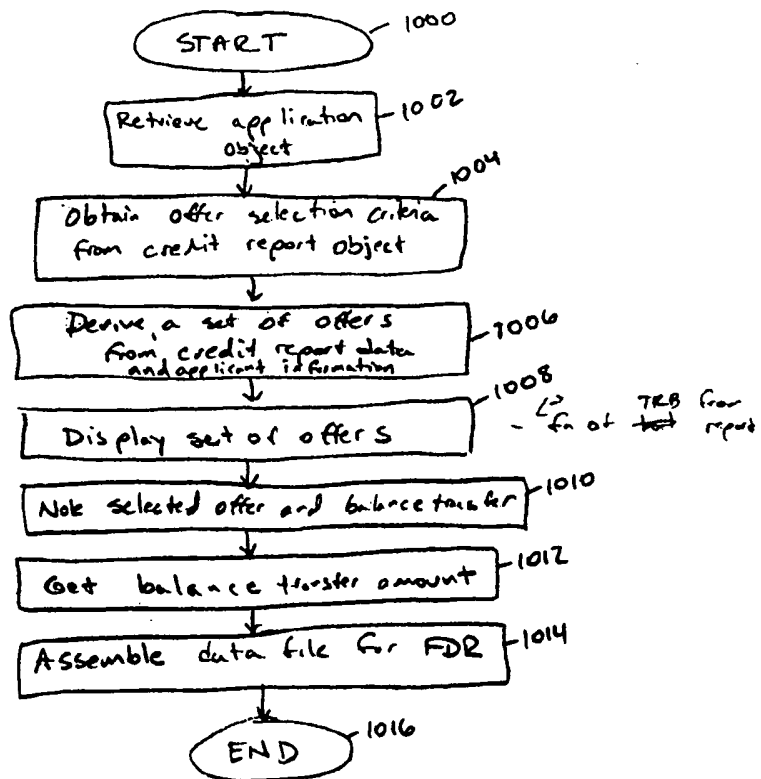 START
1000
Retrieve application
object
1002
Obtain offer selection criteria
from credit report object
1004
Derive a set of offers
from credit report data
and applicant information
1006
Display set of offers
1008
fn of TRB from
report
Note selected offer and balance transfer
1010
Get balance transfer amount
1012
Assemble data file for FDR
1014
END
1016